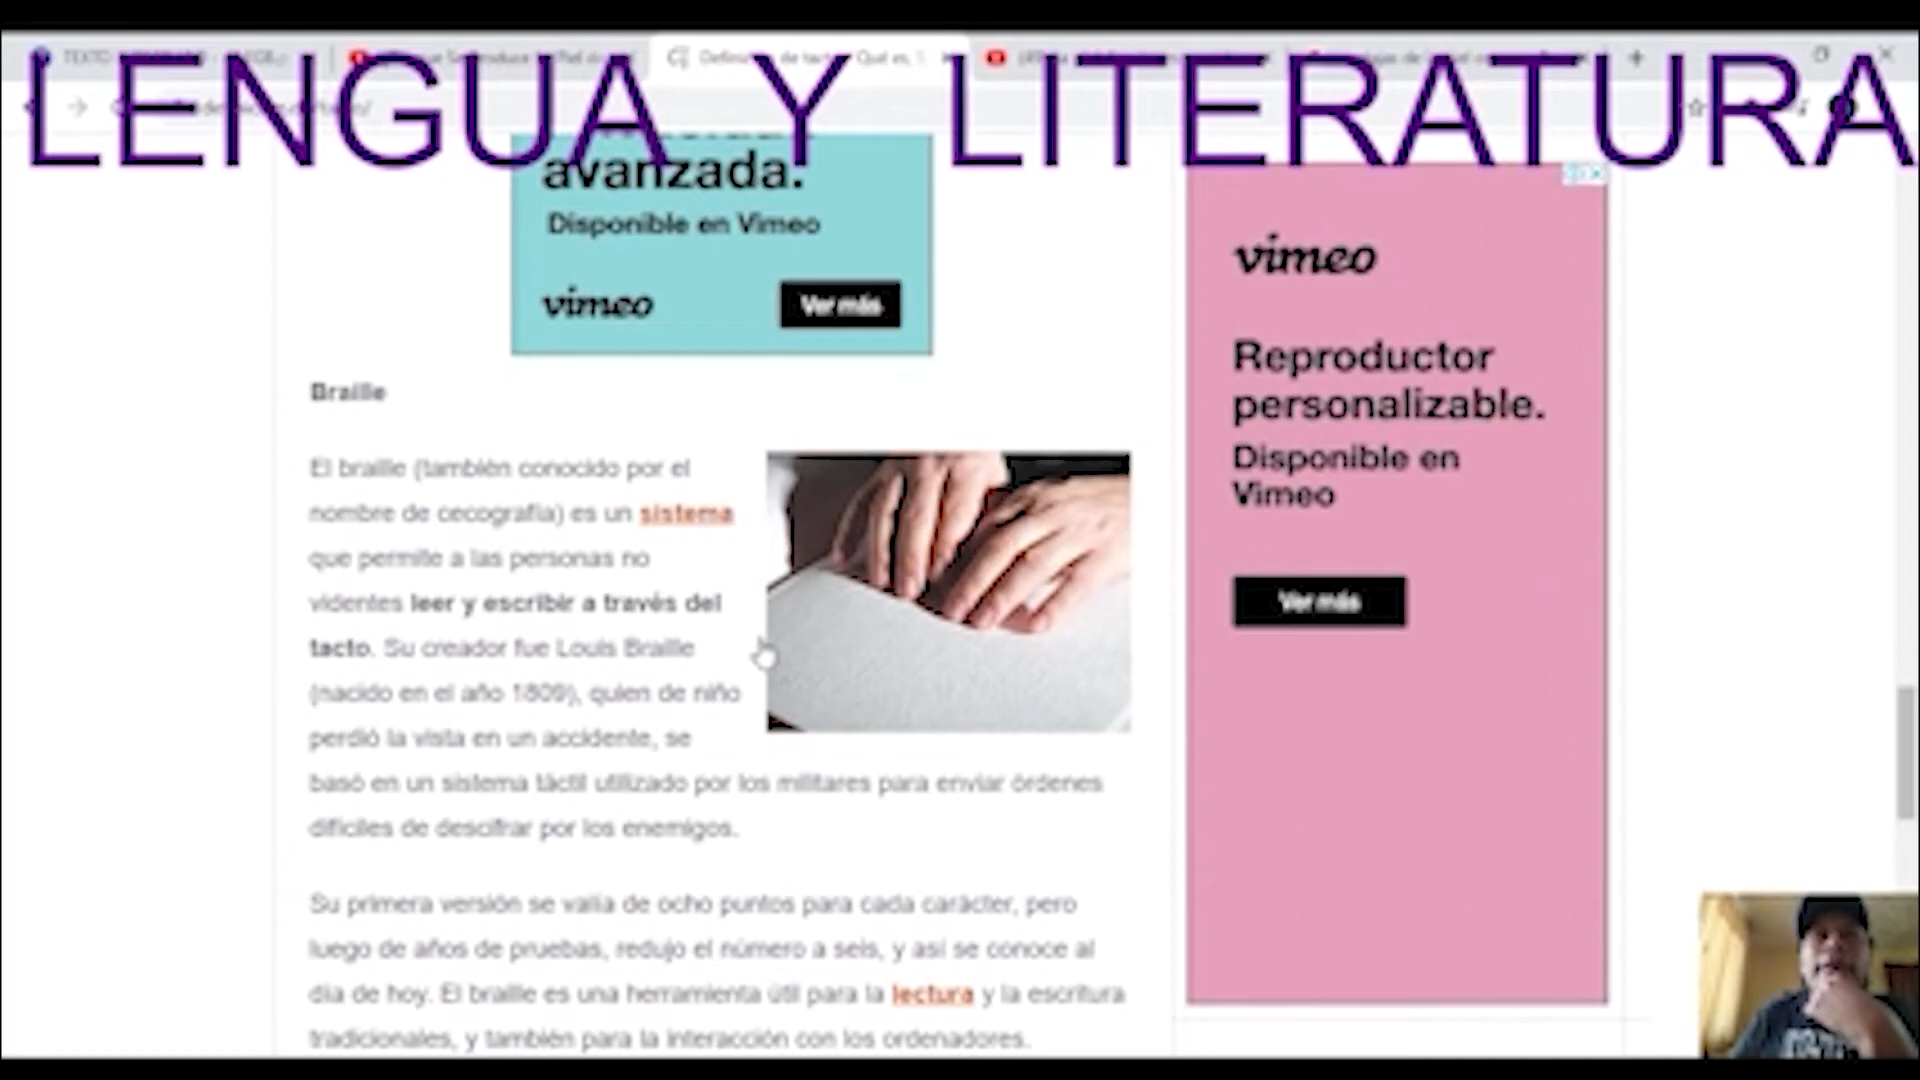 LENGUA Y LITERATURA
TEXTO
Definición de tacto - Qué es,
avanzada.
Disponible en Vimeo
vimeo
Ver más
vimeo
Reproductor
personalizable.
Disponible en
Vimeo
Ver más
Braille
El braille (también conocido por el
nombre de cecografía) es un sistema
que permite a las personas no
videntes leer y escribir a través del
tacto. Su creador fue Louis Braille
(nacido en el año 1809), quien de niño
perdió la vista en un accidente, se
basó en un sistema táctil utilizado por los militares para enviar órdenes
difíciles de descifrar por los enemigos.
Su primera versión se valía de ocho puntos para cada carácter, pero
luego de años de pruebas, redujo el número a seis, y así se conoce al
día de hoy. El braille es una herramienta útil para la lectura y la escritura
tradicionales, y también para la interacción con los ordenadores.